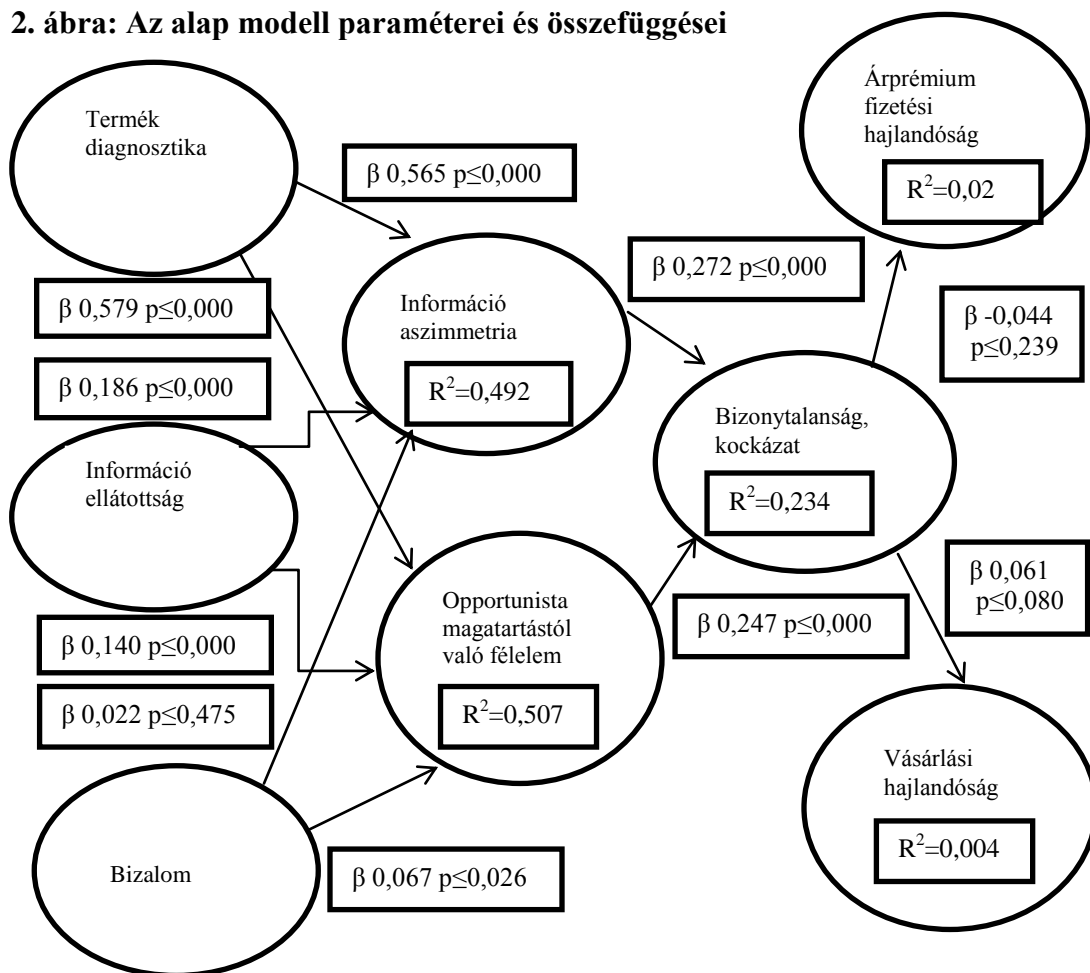 2. ábra: Az alap modell paraméterei és összefüggései
Termék
diagnosztika
Árprémium
fizetési
hajlandóság
R²=0,02
β 0,565 p≤0,000
β 0,579 p≤0,000
β 0,186 p≤0,000
Információ
aszimmetria
R²=0,492
β 0,272 p≤0,000
β -0,044
p≤0,239
Információ
ellátottság
Bizonytalanság,
kockázat
R²=0,234
β 0,140 p≤0,000
β 0,022 p≤0,475
Opportunista
magatartástól
való félelem
R²=0,507
β 0,247 p≤0,000
β 0,061
p≤0,080
Bizalom
β 0,067 p≤0,026
Vásárlási
hajlandóság
R²=0,004